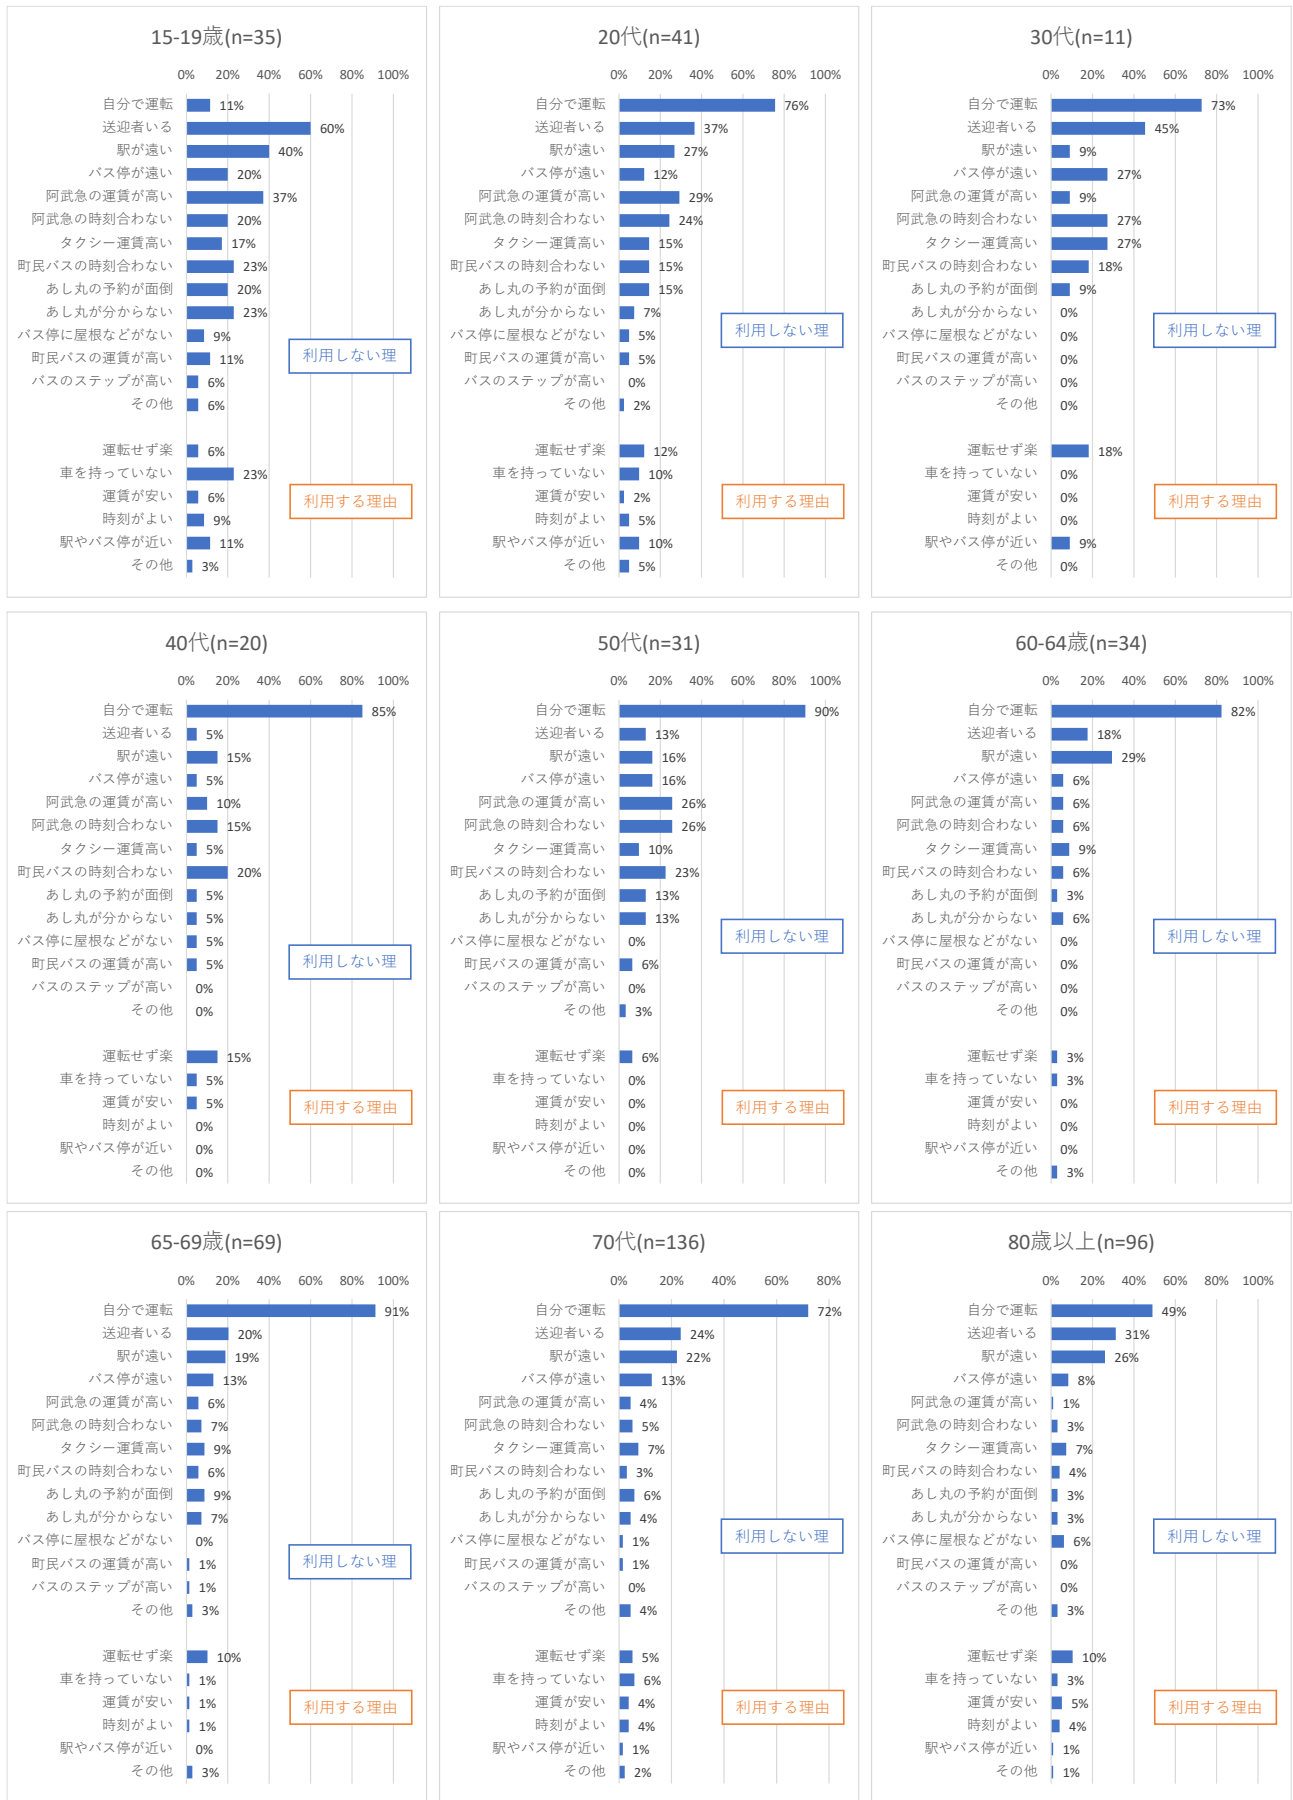 15-19歳(n=35)
0% 20% 40% 60% 80% 100%
自分で運転 11%
送迎者いる 60%
駅が遠い 40%
バス停が遠い 20%
阿武急の運賃が高い 37%
阿武急の時刻合わない 20%
タクシー運賃高い 17%
町民バスの時刻合わない 23%
あし丸の予約が面倒 20%
あし丸が分からない 23%
バス停に屋根などがない 9%
町民バスの運賃が高い 11%
バスのステップが高い 6%
その他 6%
利用しない理
運転せず楽 6%
車を持っていない 23%
運賃が安い 6%
時刻がよい 9%
駅やバス停が近い 11%
その他 3%
利用する理由
20代(n=41)
0% 20% 40% 60% 80% 100%
自分で運転 76%
送迎者いる 37%
駅が遠い 27%
バス停が遠い 12%
阿武急の運賃が高い 29%
阿武急の時刻合わない 24%
タクシー運賃高い 15%
町民バスの時刻合わない 15%
あし丸の予約が面倒 15%
あし丸が分からない 7%
バス停に屋根などがない 5%
町民バスの運賃が高い 5%
バスのステップが高い 0%
その他 2%
利用しない理
運転せず楽 12%
車を持っていない 10%
運賃が安い 2%
時刻がよい 5%
駅やバス停が近い 10%
その他 5%
利用する理由
30代(n=11)
0% 20% 40% 60% 80% 100%
自分で運転 73%
送迎者いる 45%
駅が遠い 9%
バス停が遠い 27%
阿武急の運賃が高い 9%
阿武急の時刻合わない 27%
タクシー運賃高い 27%
町民バスの時刻合わない 18%
あし丸の予約が面倒 9%
あし丸が分からない 0%
バス停に屋根などがない 0%
町民バスの運賃が高い 0%
バスのステップが高い 0%
その他 0%
利用しない理
運転せず楽 18%
車を持っていない 0%
運賃が安い 0%
時刻がよい 0%
駅やバス停が近い 9%
その他 0%
利用する理由
40代(n=20)
0% 20% 40% 60% 80% 100%
自分で運転 85%
送迎者いる 5%
駅が遠い 15%
バス停が遠い 5%
阿武急の運賃が高い 10%
阿武急の時刻合わない 15%
タクシー運賃高い 5%
町民バスの時刻合わない 20%
あし丸の予約が面倒 5%
あし丸が分からない 5%
バス停に屋根などがない 5%
町民バスの運賃が高い 5%
バスのステップが高い 0%
その他 0%
利用しない理
運転せず楽 15%
車を持っていない 5%
運賃が安い 5%
時刻がよい 0%
駅やバス停が近い 0%
その他 0%
利用する理由
50代(n=31)
0% 20% 40% 60% 80% 100%
自分で運転 90%
送迎者いる 13%
駅が遠い 16%
バス停が遠い 16%
阿武急の運賃が高い 26%
阿武急の時刻合わない 26%
タクシー運賃高い 10%
町民バスの時刻合わない 23%
あし丸の予約が面倒 13%
あし丸が分からない 13%
バス停に屋根などがない 0%
町民バスの運賃が高い 6%
バスのステップが高い 0%
その他 3%
利用しない理
運転せず楽 6%
車を持っていない 0%
運賃が安い 0%
時刻がよい 0%
駅やバス停が近い 0%
その他 0%
利用する理由
60-64歳(n=34)
0% 20% 40% 60% 80% 100%
自分で運転 82%
送迎者いる 18%
駅が遠い 29%
バス停が遠い 6%
阿武急の運賃が高い 6%
阿武急の時刻合わない 6%
タクシー運賃高い 9%
町民バスの時刻合わない 6%
あし丸の予約が面倒 3%
あし丸が分からない 6%
バス停に屋根などがない 0%
町民バスの運賃が高い 0%
バスのステップが高い 0%
その他 0%
利用しない理
運転せず楽 3%
車を持っていない 3%
運賃が安い 0%
時刻がよい 0%
駅やバス停が近い 0%
その他 3%
利用する理由
65-69歳(n=69)
0% 20% 40% 60% 80% 100%
自分で運転 91%
送迎者いる 20%
駅が遠い 19%
バス停が遠い 13%
阿武急の運賃が高い 6%
阿武急の時刻合わない 7%
タクシー運賃高い 9%
町民バスの時刻合わない 6%
あし丸の予約が面倒 9%
あし丸が分からない 7%
バス停に屋根などがない 0%
町民バスの運賃が高い 1%
バスのステップが高い 1%
その他 3%
利用しない理
運転せず楽 10%
車を持っていない 1%
運賃が安い 1%
時刻がよい 1%
駅やバス停が近い 0%
その他 3%
利用する理由
70代(n=136)
0% 20% 40% 60% 80%
自分で運転 72%
送迎者いる 24%
駅が遠い 22%
バス停が遠い 13%
阿武急の運賃が高い 4%
阿武急の時刻合わない 5%
タクシー運賃高い 7%
町民バスの時刻合わない 3%
あし丸の予約が面倒 6%
あし丸が分からない 4%
バス停に屋根などがない 1%
町民バスの運賃が高い 1%
バスのステップが高い 0%
その他 4%
利用しない理
運転せず楽 5%
車を持っていない 6%
運賃が安い 4%
時刻がよい 4%
駅やバス停が近い 1%
その他 2%
利用する理由
80歳以上(n=96)
0% 20% 40% 60% 80% 100%
自分で運転 49%
送迎者いる 31%
駅が遠い 26%
バス停が遠い 8%
阿武急の運賃が高い 1%
阿武急の時刻合わない 3%
タクシー運賃高い 7%
町民バスの時刻合わない 4%
あし丸の予約が面倒 3%
あし丸が分からない 3%
バス停に屋根などがない 6%
町民バスの運賃が高い 0%
バスのステップが高い 0%
その他 3%
利用しない理
運転せず楽 10%
車を持っていない 3%
運賃が安い 5%
時刻がよい 4%
駅やバス停が近い 1%
その他 1%
利用する理由